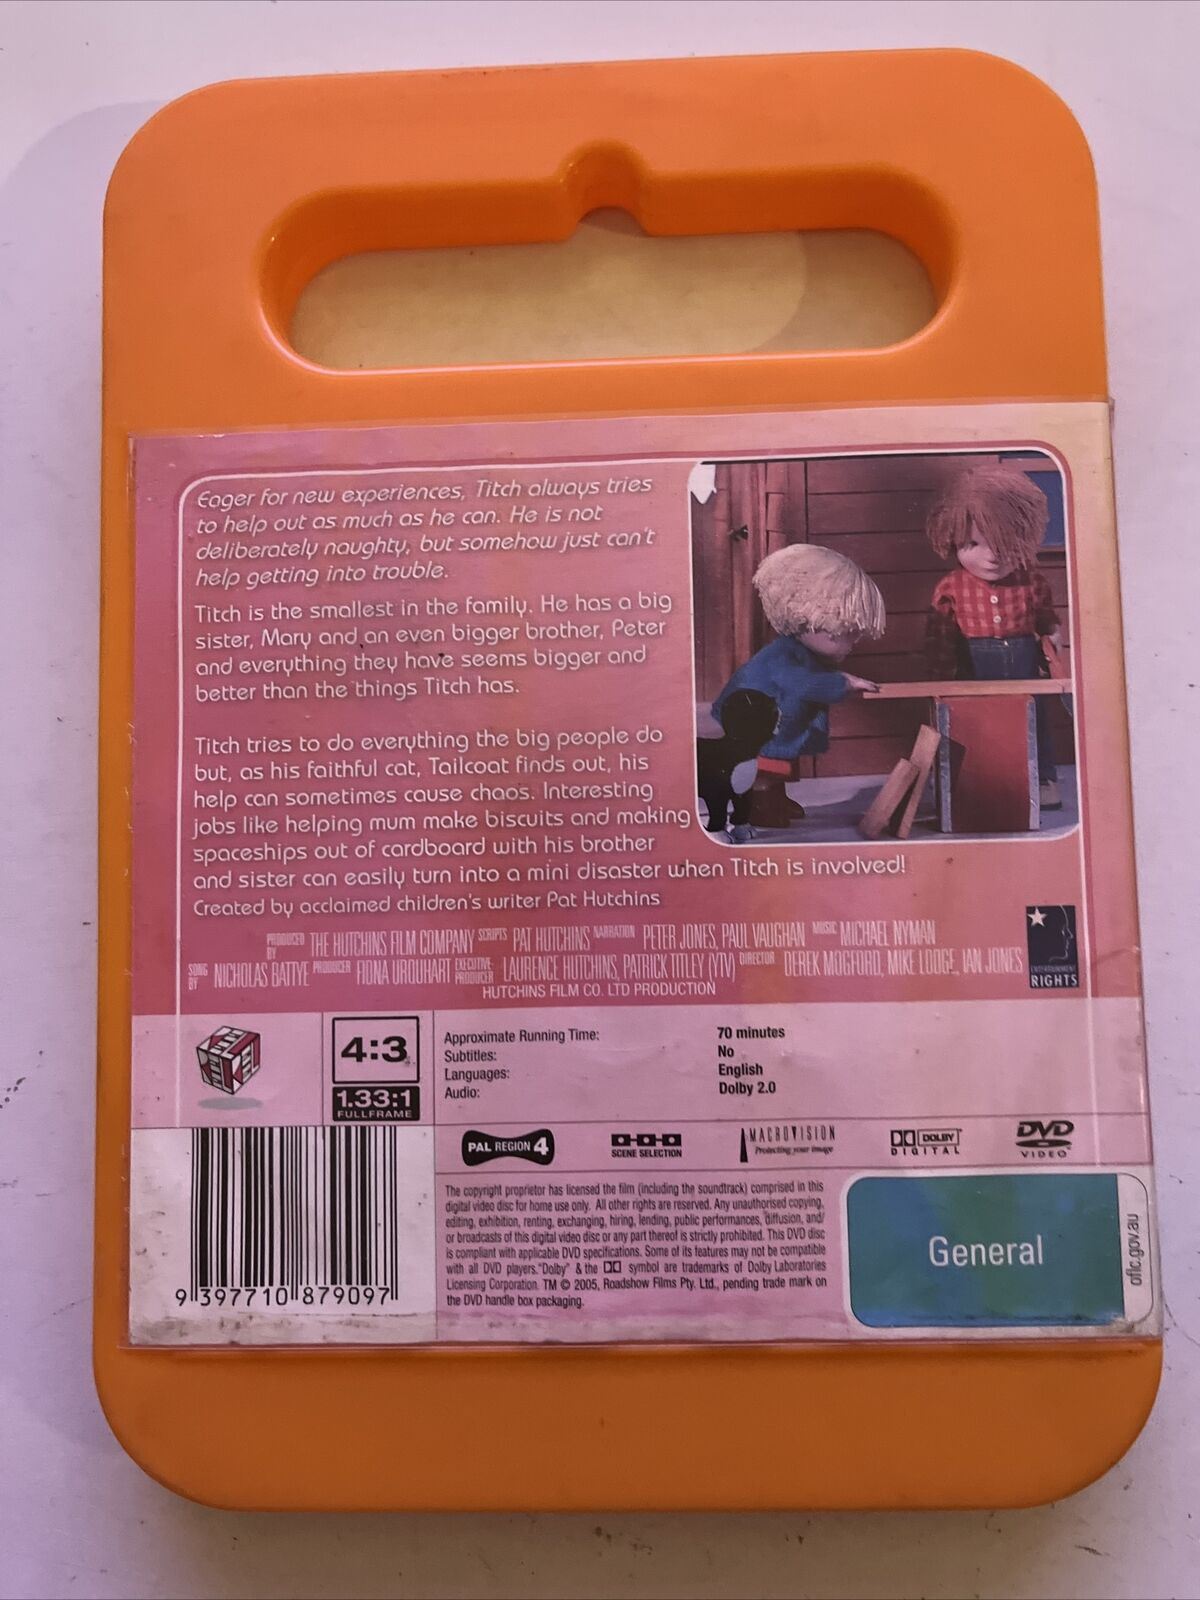 Eager for new experiences, Titch always tries
to help out as much as he can. He is not
deliberately naughty, but somehow just can't
help getting into trouble.
Titch is the smallest in the family. He has a big
sister, Mary and an even bigger brother, Peter
and everything they have seems bigger and
better than the things Titch has.
Titch tries to do everything the big people do
but, as his faithful cat, Tailcoat finds out, his
help can sometimes cause chaos. Interesting
jobs like helping mum make biscuits and making
spaceships out of cardboard with his brother
and sister can easily turn into a mini disaster when Titch is involved!
Created by acclaimed children's writer Pat Hutchins
PRODUCED BY THE HUTCHINS FILM COMPANY SCRIPTS PAT HUTCHINS NARRATION PETER JONES, PAUL VAUGHAN MUSIC MICHAEL NYMAN
SONG BY NICHOLAS BATTYE PRODUCER FIONA URQUHART EXECUTIVE PRODUCER LAURENCE HUTCHINS, PATRICK TITLEY (YTV) DIRECTOR DEREK MOGFORD, MIKE LODGE, IAN JONES
HUTCHINS FILM CO. LTD PRODUCTION
ENTERTAINMENT
RIGHTS
4:3
1.33:1
FULLFRAME
Approximate Running Time: 70 minutes
Subtitles: No
Languages: English
Audio: Dolby 2.0
PAL REGION 4
SCENE SELECTION
MACROVISION
Protecting your image
DOLBY
DIGITAL
DVD
VIDEO
The copyright proprietor has licensed the film (including the soundtrack) comprised in this
digital video disc for home use only. All other rights are reserved. Any unauthorised copying,
editing, exhibition, renting, exchanging, hiring, lending, public performances, diffusion, and/
or broadcasts of this digital video disc or any part thereof is strictly prohibited. This DVD disc
is compliant with applicable DVD specifications. Some of its features may not be compatible
with all DVD players. "Dolby" & the symbol are trademarks of Dolby Laboratories
Licensing Corporation. TM © 2005, Roadshow Films Pty. Ltd., pending trade mark on
the DVD handle box packaging.
General
oflc.gov.au
9 397710 879097